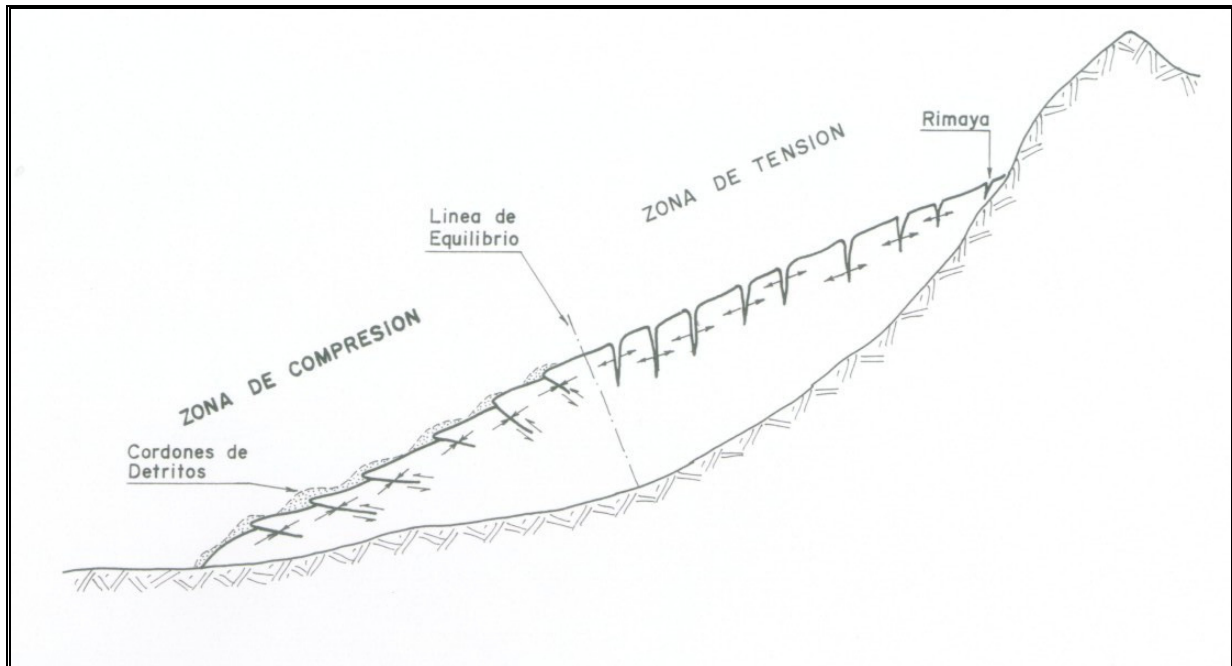 Rimaya
ZONA DE TENSION
Linea de
Equilibrio
ZONA DE COMPRESION
Cordones de
Detritos